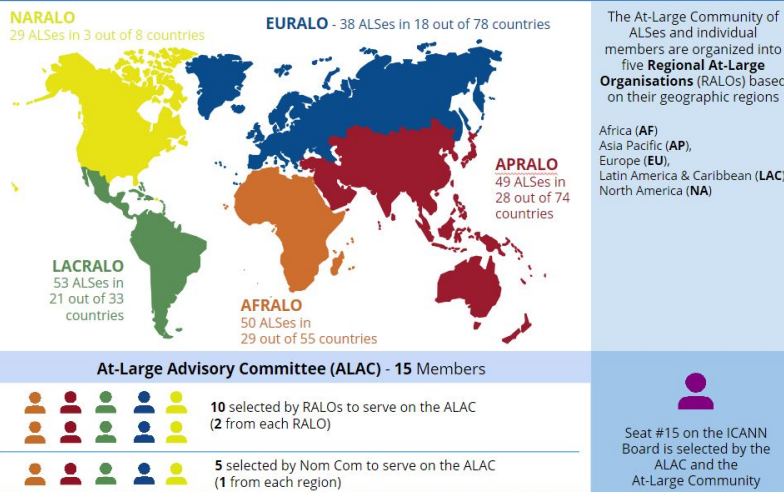 NARALO
29 ALSes in 3 out of 8 countries
EURALO - 38 ALSes in 18 out of 78 countries
APRALO
49 ALSes in
28 out of 74
countries
LACRALO
53 ALSes in
21 out of 33
countries
AFRALO
50 ALSes in
29 out of 55 countries
The At-Large Community of
ALSes and individual
members are organized into
five Regional At-Large
Organisations (RALOs) based
on their geographic regions
Africa (AF)
Asia Pacific (AP),
Europe (EU),
Latin America & Caribbean (LAC)
North America (NA)
At-Large Advisory Committee (ALAC) - 15 Members
10 selected by RALOs to serve on the ALAC
(2 from each RALO)
5 selected by Nom Com to serve on the ALAC
(1 from each region)
Seat #15 on the ICANN
Board is selected by the
ALAC and the
At-Large Community